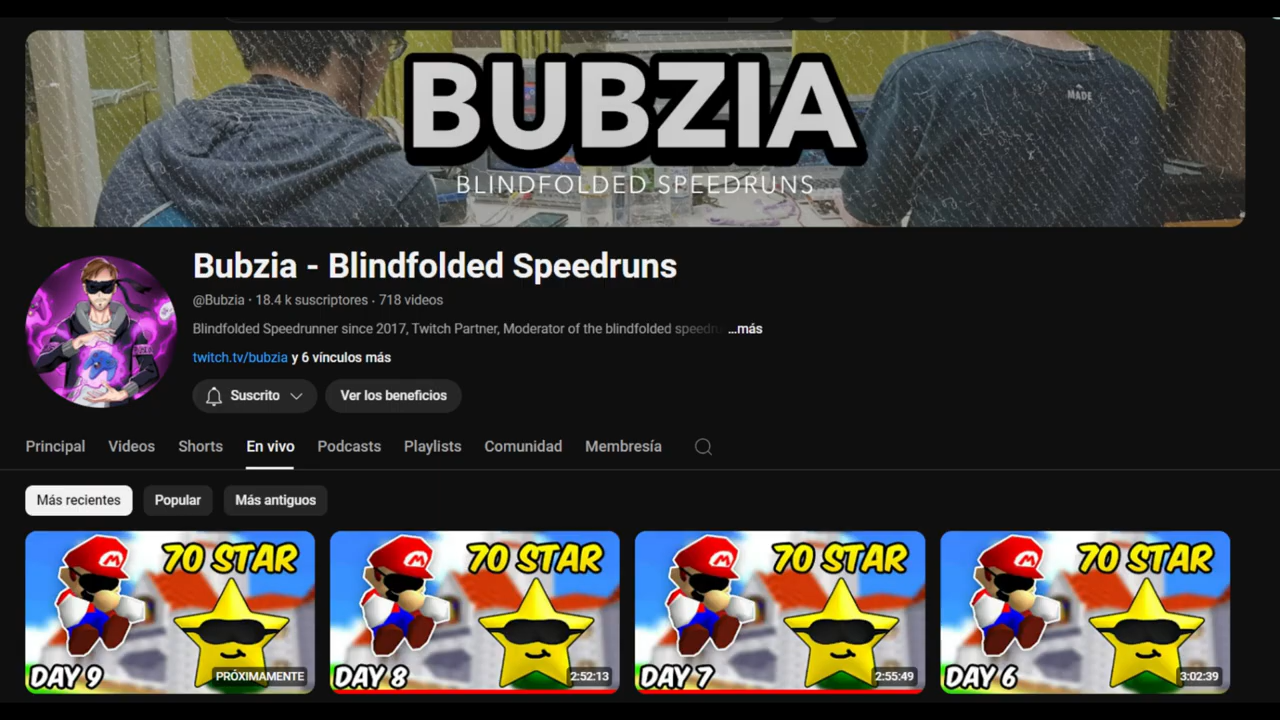 BUBZIA
BLINDFOLDED SPEEDRUNS
MADE
Bubzia - Blindfolded Speedruns
@Bubzia · 18.4 k suscriptores · 718 videos
Blindfolded Speedrunner since 2017, Twitch Partner, Moderator of the blindfolded ...más
twitch.tv/bubzia y 6 vínculos más
Suscrito
Ver los beneficios
Principal Videos Shorts En vivo Podcasts Playlists Comunidad Membresía
Más recientes Popular Más antiguos
70 STAR
DAY 9
PRÓXIMAMENTE
70 STAR
DAY 8
2:52:13
70 STAR
DAY 7
2:55:49
70 STAR
DAY 6
3:02:39